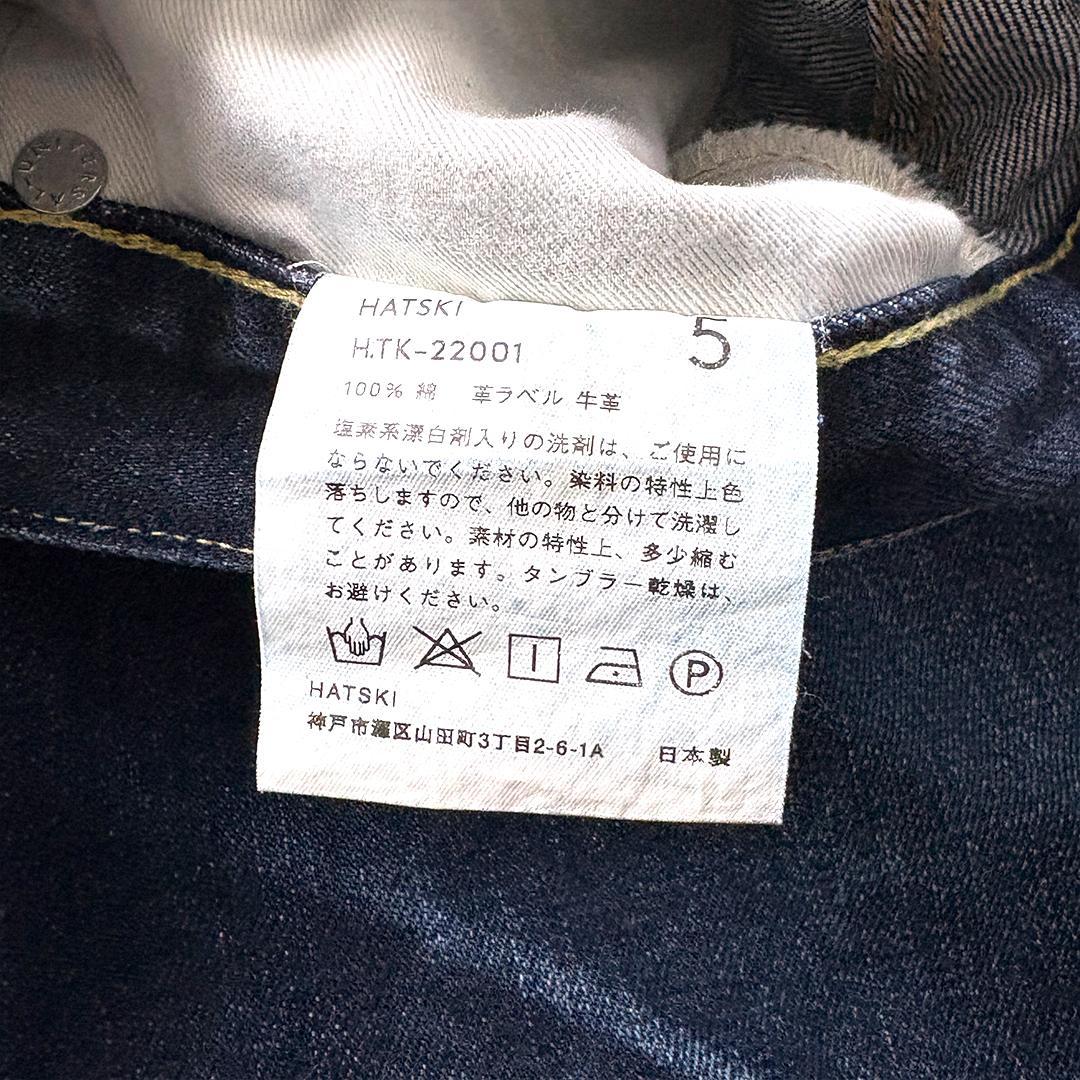 UNIVERSAL
HATSKI
5
H.TK-22001
100% 綿 革ラベル 牛革
塩素系漂白剤入りの洗剤は、ご使用に
ならないでください。染料の特性上色
落ちしますので、他の物と分けて洗濯し
てください。素材の特性上、多少縮む
ことがあります。タンブラー乾燥は、
お避けください。
P
HATSKI
神戸市灘区山田町3丁目2-6-1A 日本製